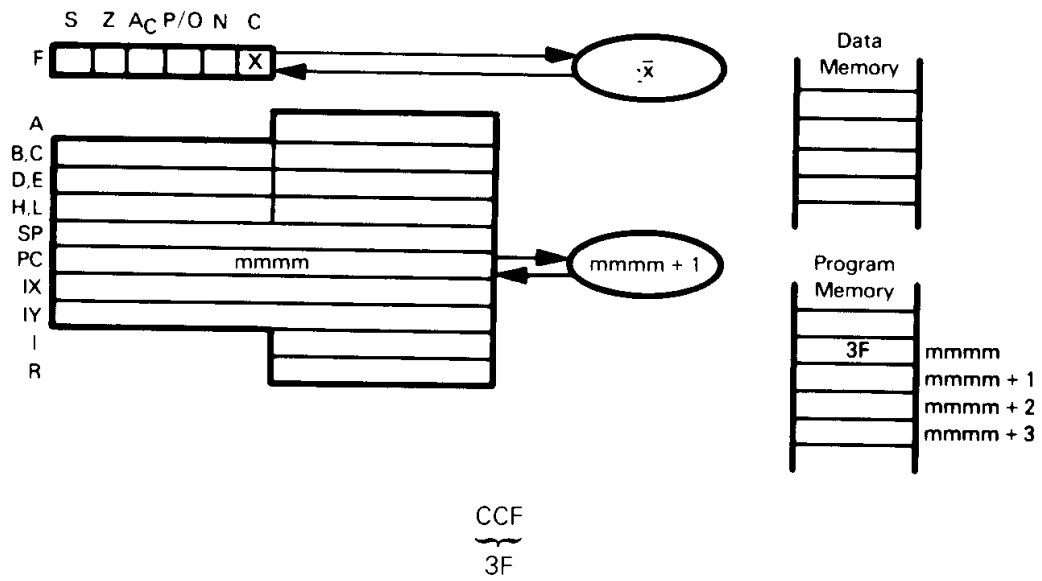 S Z AC P/O N C
F X
x̄
A
B,C
D,E
H,L
SP
PC mmmm mmmm + 1
IX
IY
I
R
Data
Memory
Program
Memory
3F mmmm
mmmm + 1
mmmm + 2
mmmm + 3
CCF
3F